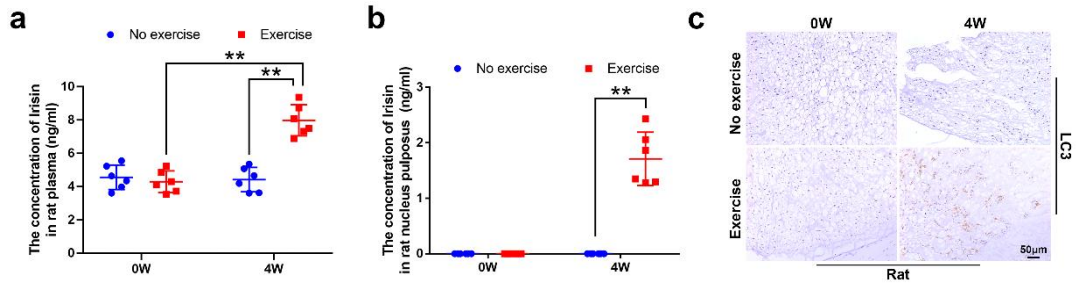 a
No exercise
Exercise
**
**
The concentration of Irisin
in rat plasma (ng/ml)
10
8
6
4
2
0
0W
4W
b
No exercise
Exercise
**
The concentration of Irisin
in rat nucleus pulposus (ng/ml)
3
2
1
0
0W
4W
c
0W
4W
No exercise
Exercise
LC3
50μm
Rat